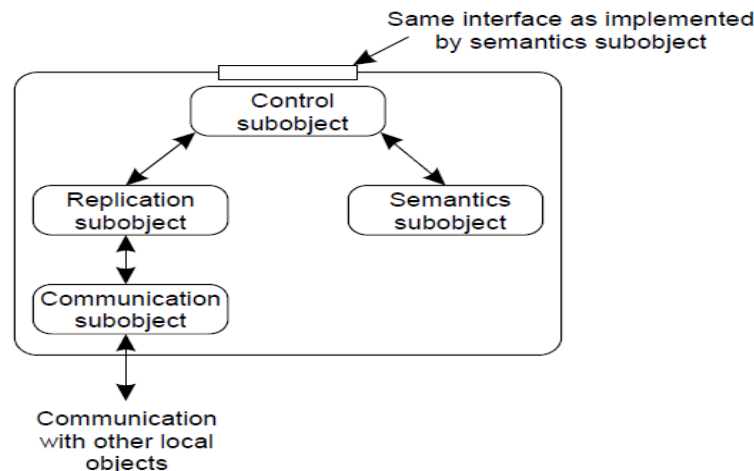 Same interface as implemented
by semantics subobject
Control
subobject
Replication
subobject
Semantics
subobject
Communication
subobject
Communication
with other local
objects